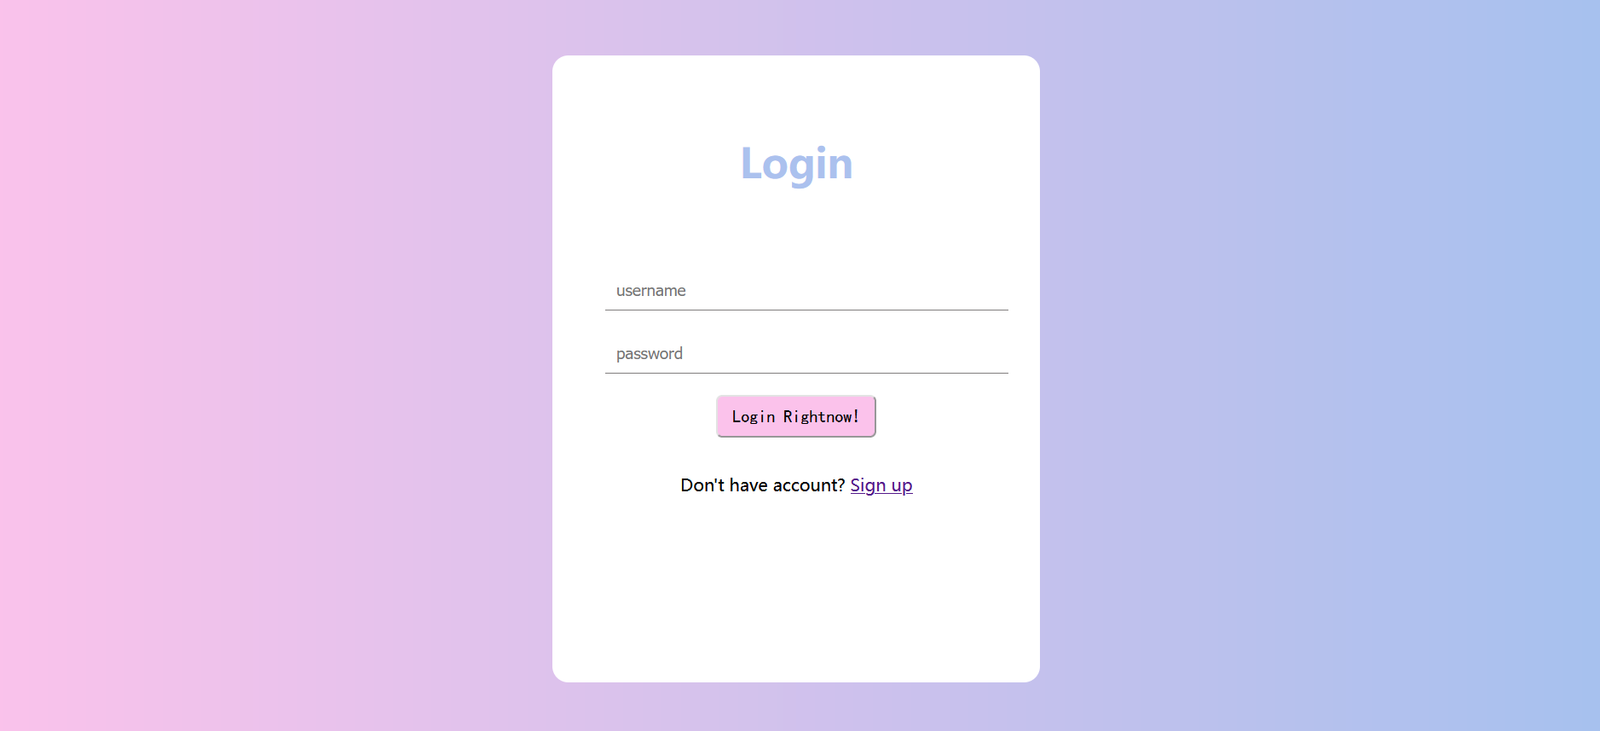 Login
username
password
Login Rightnow!
Don't have account? Sign up